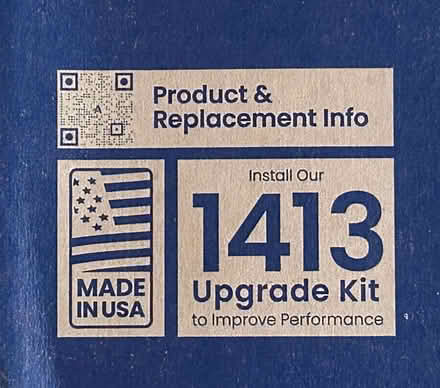 Product &
Replacement Info
MADE
IN USA
Install Our
1413
Upgrade Kit
to Improve Performance